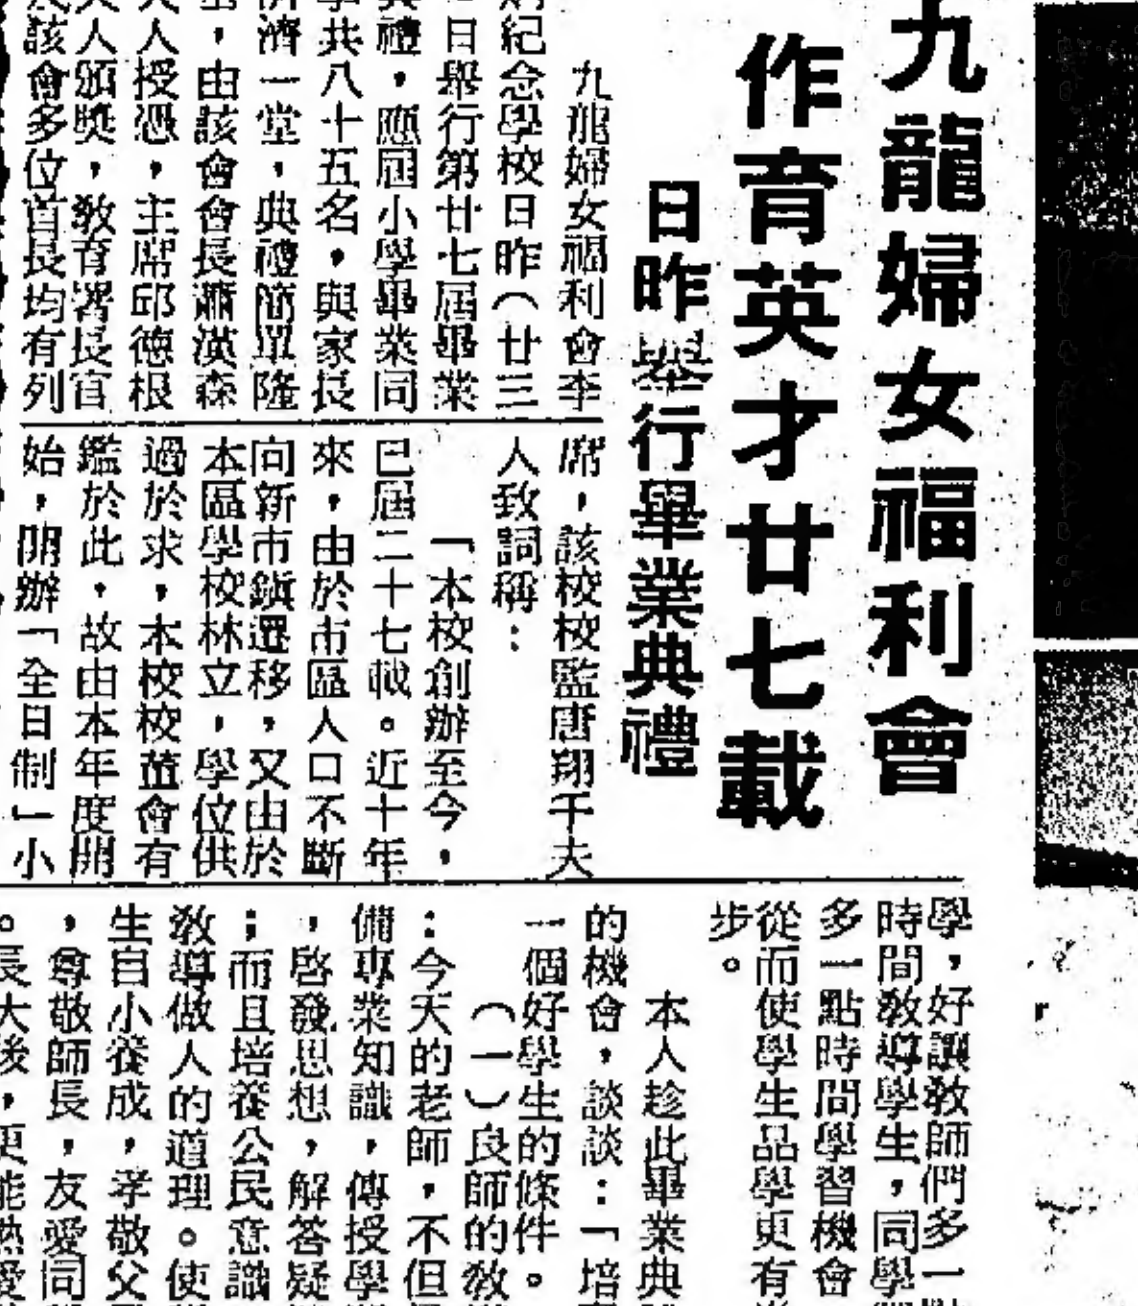 九龍婦女福利會
作育英才廿七載
日昨舉行畢業典禮
九龍婦女福利會李
紀念學校日昨（廿三
日舉行第廿七屆畢業
禮，應屆小學畢業同
學共八十五名，與家長
濟濟一堂，典禮簡單隆
，由該會會長蕭漢森
人授憑，主席邱德根
人頒獎，教育署長官
該會多位首長均有列
席，該校校監唐翔千夫
人致詞稱：
「本校創辦至今，
已屆二十七載。近十年
來，由於市區人口不斷
向新市鎮遷移，又由於
本區學校林立，學位供
過於求，本校校董會有
鑑於此，故由本年度開
始，開辦「全日制」小
學，好讓教師們多一
時間教導學生，同學
多一點時間學習機會
從而使學生品學更有
步。
本人趁此畢業典
的機會，談談：「培
一個好學生的條件。
（一）良師的教
：今天的老師，不但
備專業知識，傳授學
，啓發思想，解答疑
；而且培養公民意識
教導做人的道理。使
生自小養成，孝敬父
，尊敬師長，友愛同
。長大後，更能熱愛